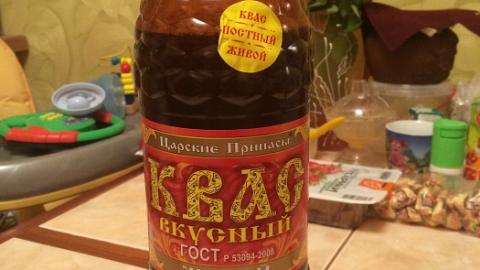 КВАС
ПОСТНЫЙ
ЖИВОЙ
Царские Припасы
КВАС
ВКУСНЫЙ
ГОСТ Р 53094-2008